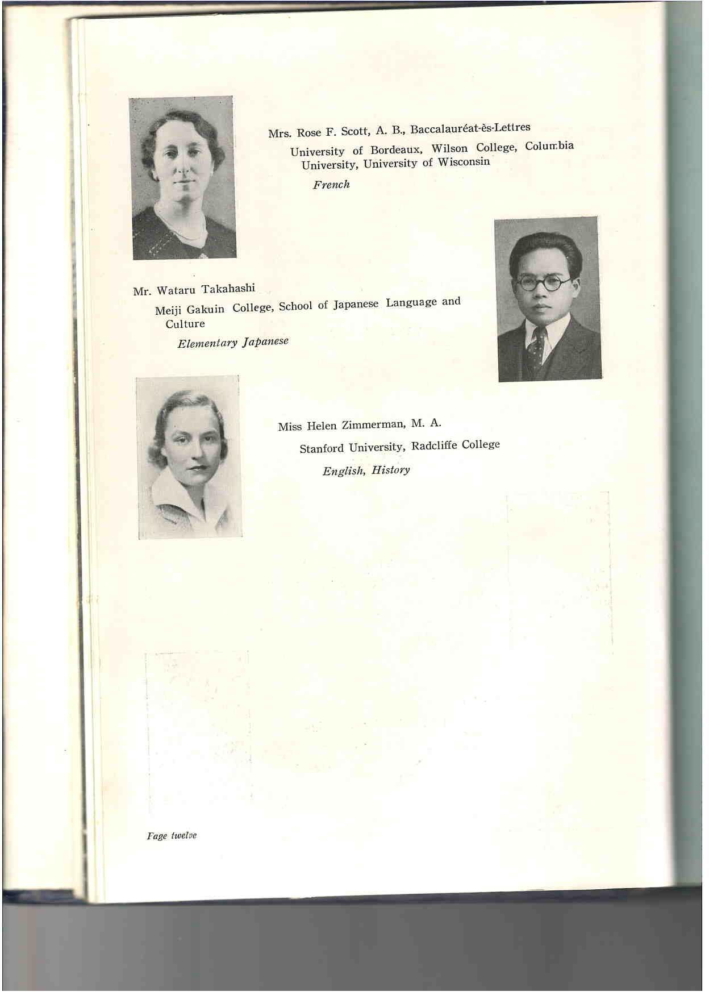 Mrs. Rose F. Scott, A. B., Baccalauréat-ès-Lettres
University of Bordeaux, Wilson College, Columbia
University, University of Wisconsin
French
Mr. Wataru Takahashi
Meiji Gakuin College, School of Japanese Language and
Culture
Elementary Japanese
Miss Helen Zimmerman, M. A.
Stanford University, Radcliffe College
English, History
Page twelve